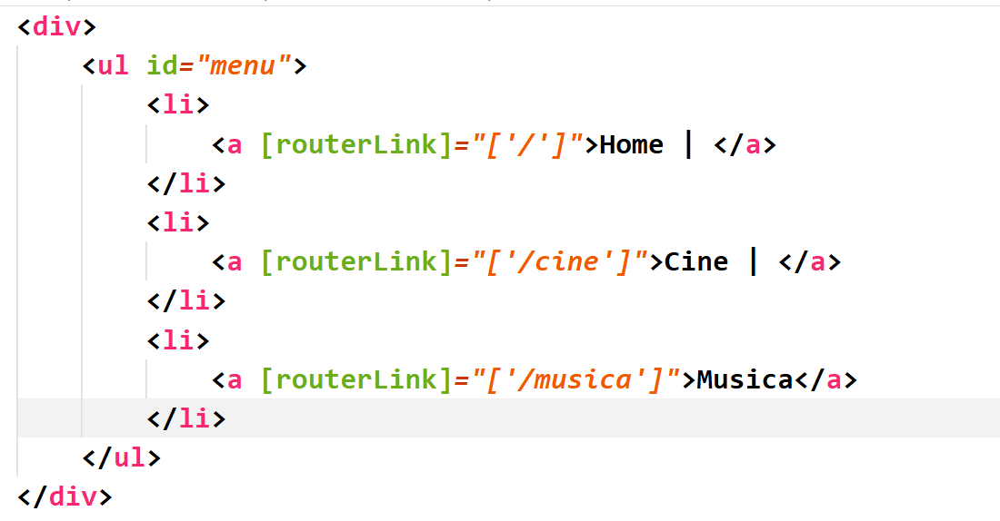 <div>
    <ul id="menu">
        <li>
            <a [routerLink]="['/']">Home | </a>
        </li>
        <li>
            <a [routerLink]="['/cine']">Cine | </a>
        </li>
        <li>
            <a [routerLink]="['/musica']">Musica</a>
        </li>
    </ul>
</div>